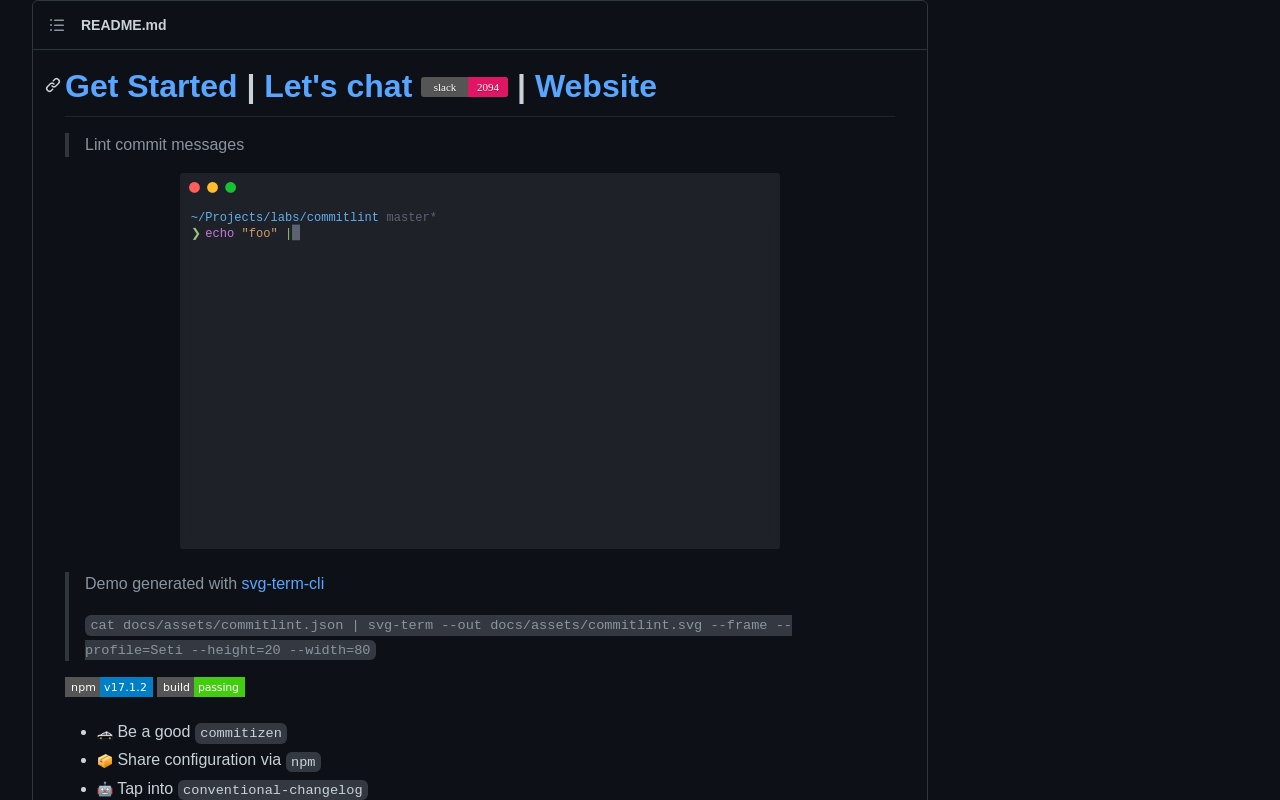 README.md
Get Started | Let's chat slack 2094 | Website
Lint commit messages
~/Projects/labs/commitlint master*
❯ echo "foo" |
Demo generated with svg-term-cli
cat docs/assets/commitlint.json | svg-term --out docs/assets/commitlint.svg --frame --
profile=Seti --height=20 --width=80
npm v17.1.2 build passing
Be a good commitizen
Share configuration via npm
Tap into conventional-changelog